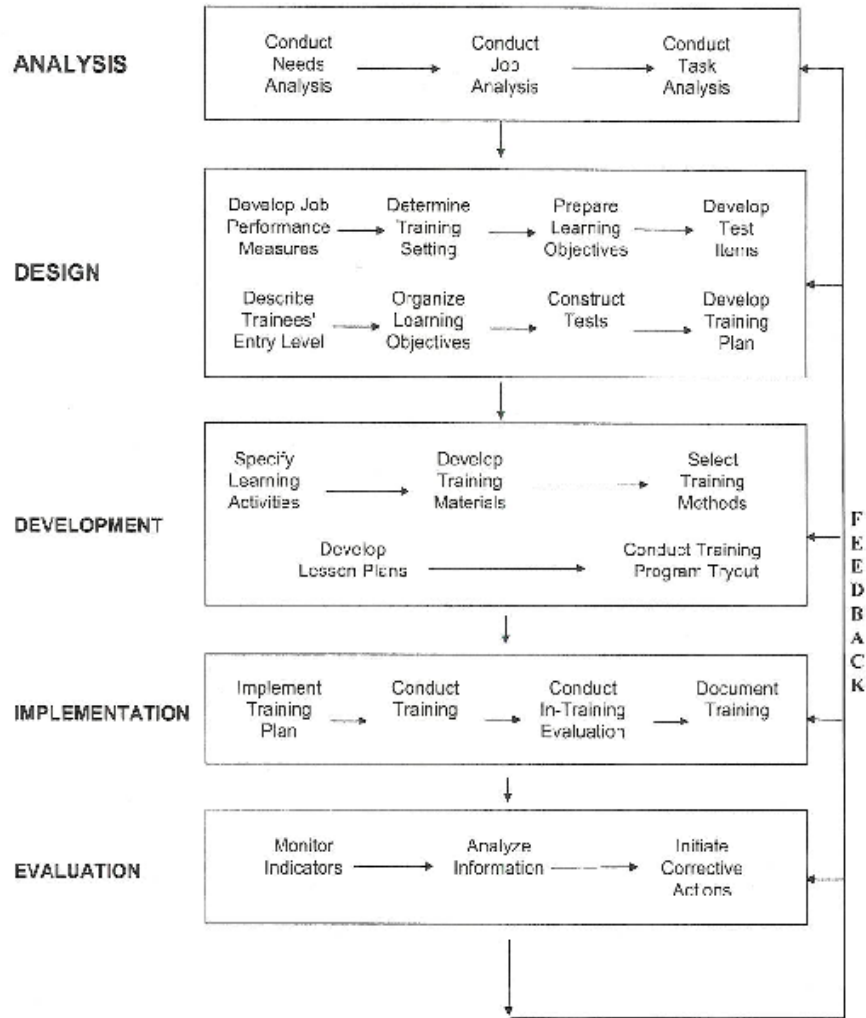 ANALYSIS
Conduct
Needs
Analysis
Conduct
Job
Analysis
Conduct
Task
Analysis
DESIGN
Develop Job
Performance
Measures
Determine
Training
Setting
Prepare
Learning
Objectives
Develop
Test
Items
Describe
Trainees'
Entry Level
Organize
Learning
Objectives
Construct
Tests
Develop
Training
Plan
DEVELOPMENT
Specify
Learning
Activities
Develop
Training
Materials
Select
Training
Methods
Develop
Lesson Plans
Conduct Training
Program Tryout
IMPLEMENTATION
Implement
Training
Plan
Conduct
Training
Conduct
In-Training
Evaluation
Document
Training
EVALUATION
Monitor
Indicators
Analyze
Information
Initiate
Corrective
Actions
FEEDBACK